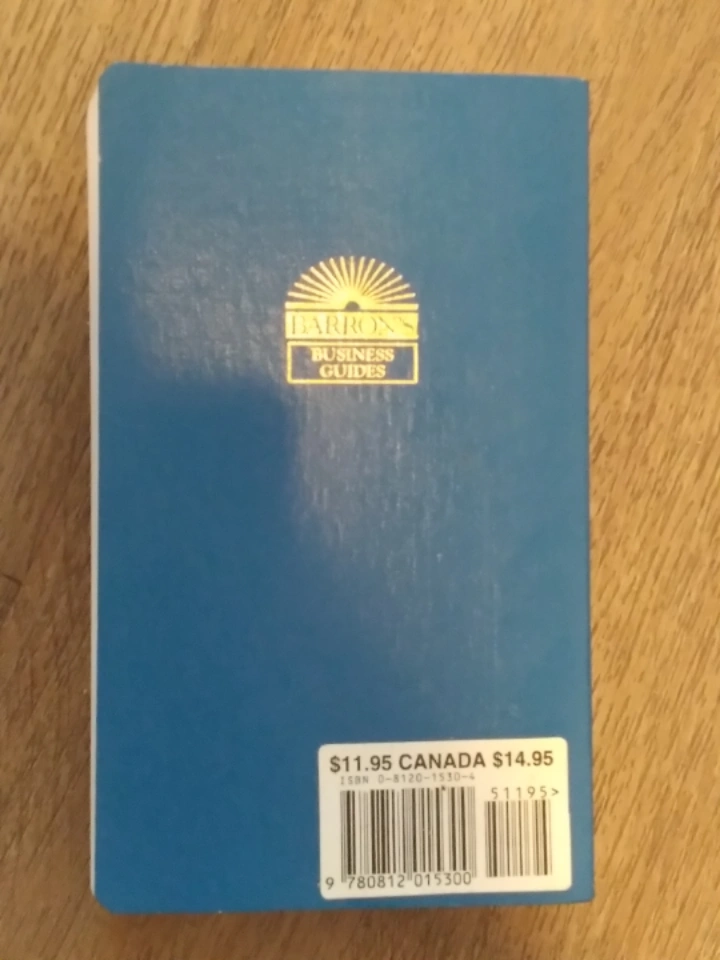 BARRON'S
BUSINESS
GUIDES
$11.95 CANADA $14.95
ISBN 0-8120-1530-4
51195>
9 780812 015300